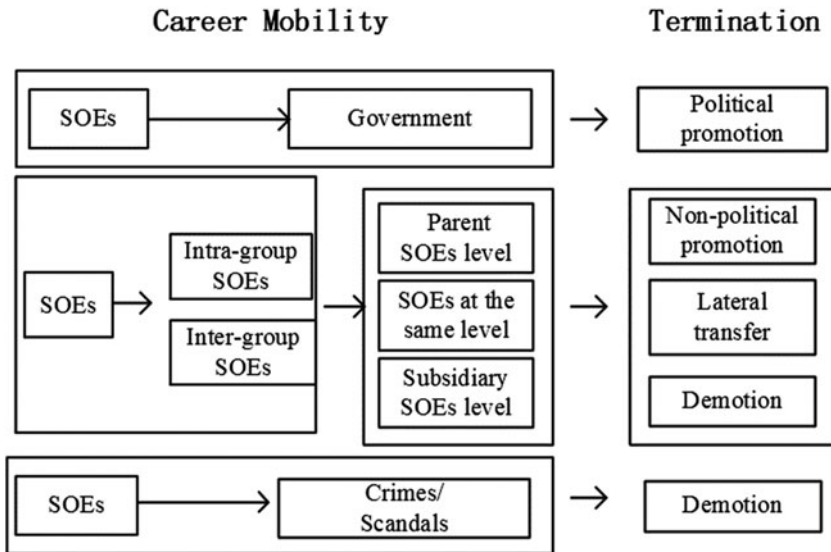 Career Mobility
Termination
SOEs
Government
Political
promotion
SOEs
Intra-group
SOEs
Inter-group
SOEs
Parent
SOEs level
SOEs at the
same level
Subsidiary
SOEs level
Non-political
promotion
Lateral
transfer
Demotion
SOEs
Crimes/
Scandals
Demotion